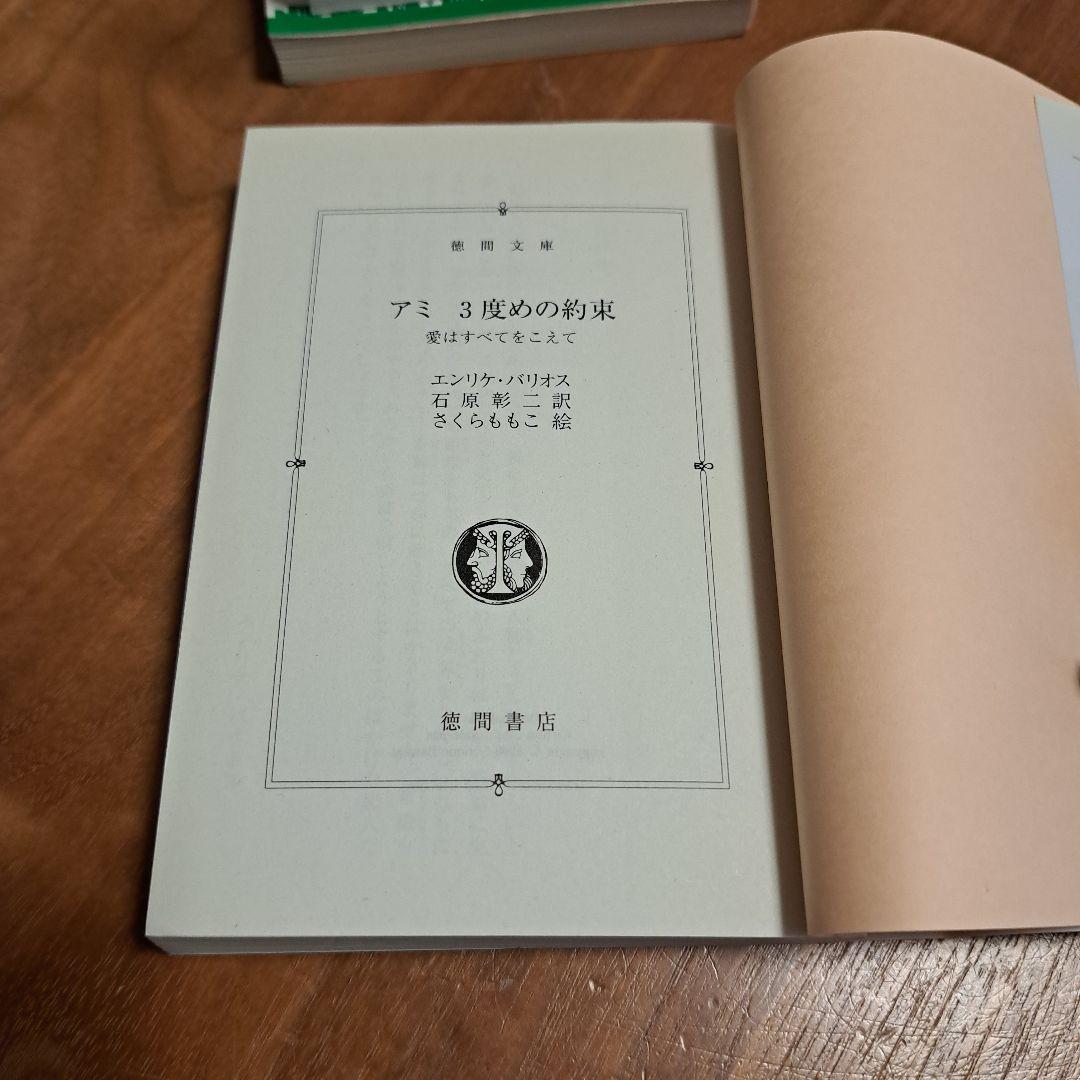 徳間文庫
アミ 3度めの約束
愛はすべてをこえて
エンリケ・バリオス
石原彰二訳
さくらももこ 絵
徳間書店